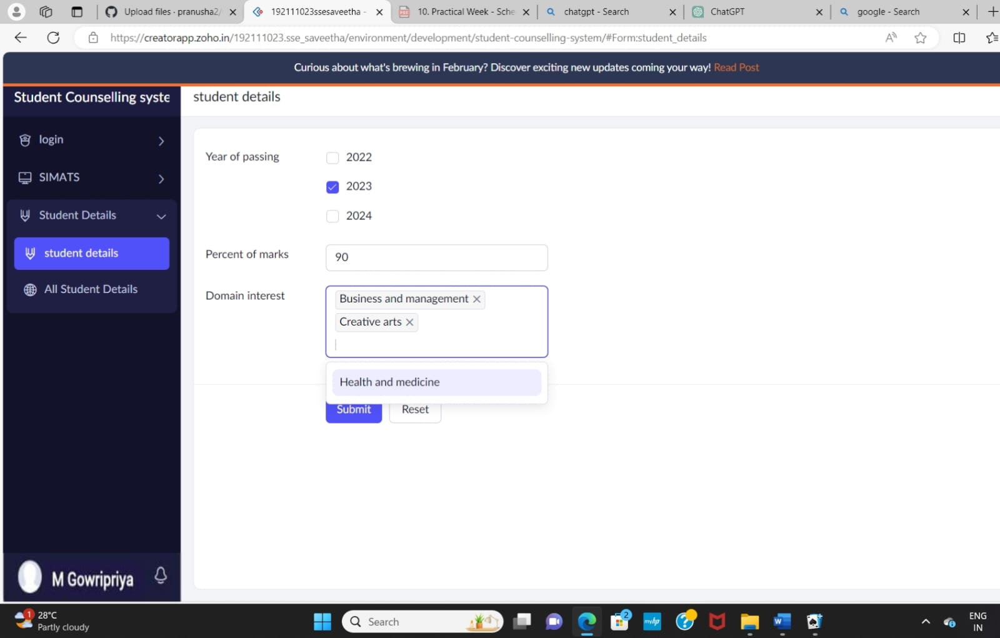 Upload files · pranusha2/
192111023ssesaveetha -
10. Practical Week - Sche
chatgpt - Search
ChatGPT
google - Search
https://creatorapp.zoho.in/192111023.sse_saveetha/environment/development/student-counselling-system/#Form:student_details
Curious about what's brewing in February? Discover exciting new updates coming your way! Read Post
Student Counselling syste
student details
login
SIMATS
Student Details
student details
All Student Details
Year of passing
2022
2023
2024
Percent of marks
90
Domain interest
Business and management
Creative arts
Health and medicine
Submit
Reset
M Gowripriya
1
28°C
Partly cloudy
Search
2
myhp
ENG
IN